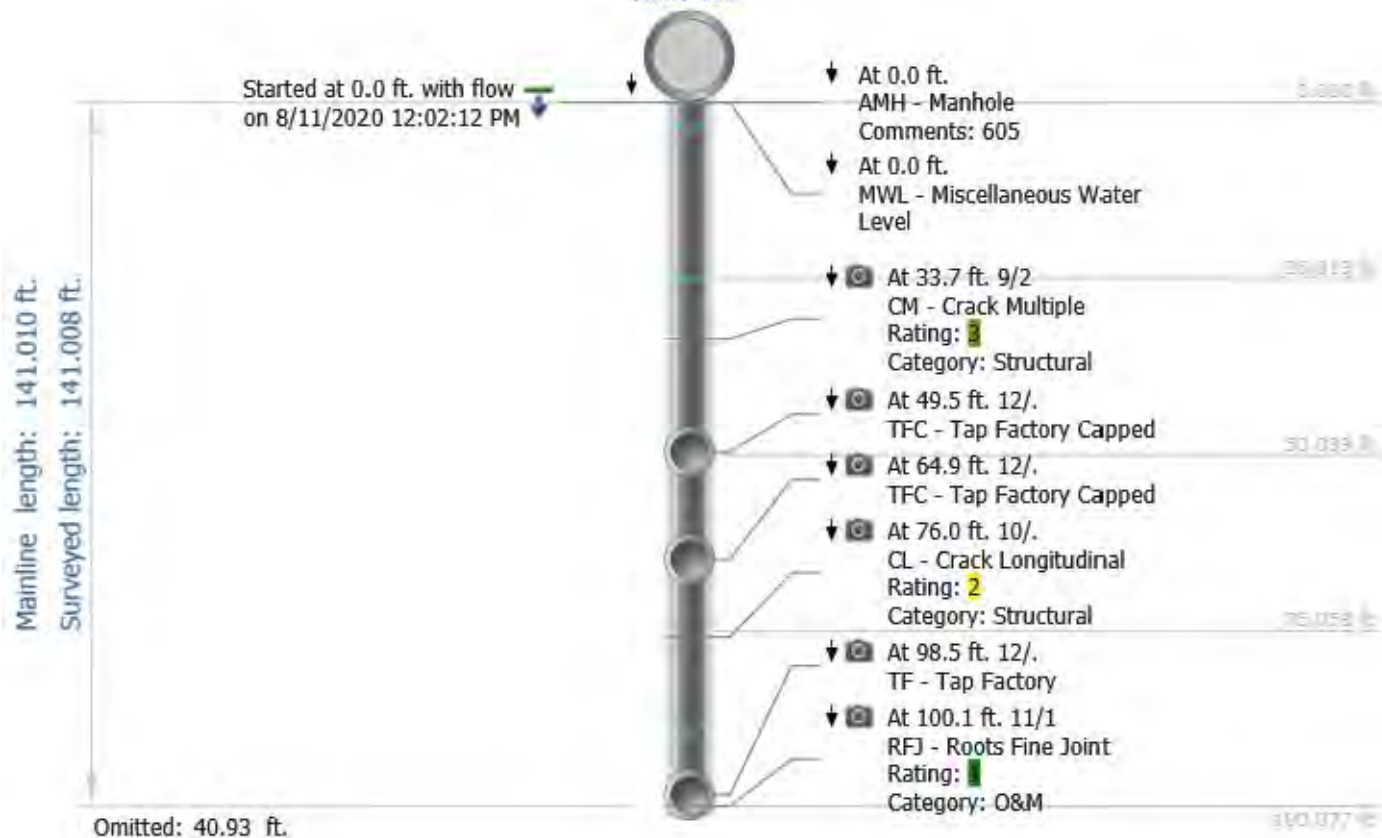 Started at 0.0 ft. with flow
on 8/11/2020 12:02:12 PM
At 0.0 ft.
AMH - Manhole
Comments: 605
At 0.0 ft.
MWL - Miscellaneous Water
Level
At 33.7 ft. 9/2
CM - Crack Multiple
Rating: 3
Category: Structural
At 49.5 ft. 12/.
TFC - Tap Factory Capped
At 64.9 ft. 12/.
TFC - Tap Factory Capped
At 76.0 ft. 10/.
CL - Crack Longitudinal
Rating: 2
Category: Structural
At 98.5 ft. 12/.
TF - Tap Factory
At 100.1 ft. 11/1
RFJ - Roots Fine Joint
Rating:
Category: O&M
Mainline length: 141.010 ft.
Surveyed length: 141.008 ft.
Omitted: 40.93 ft.